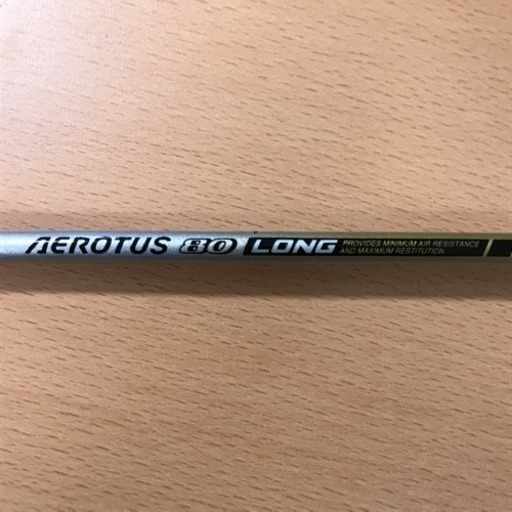 AEROTUS 80 LONG
PROVIDES MINIMUM AIR RESISTANCE
AND MAXIMUM RESTITUTION